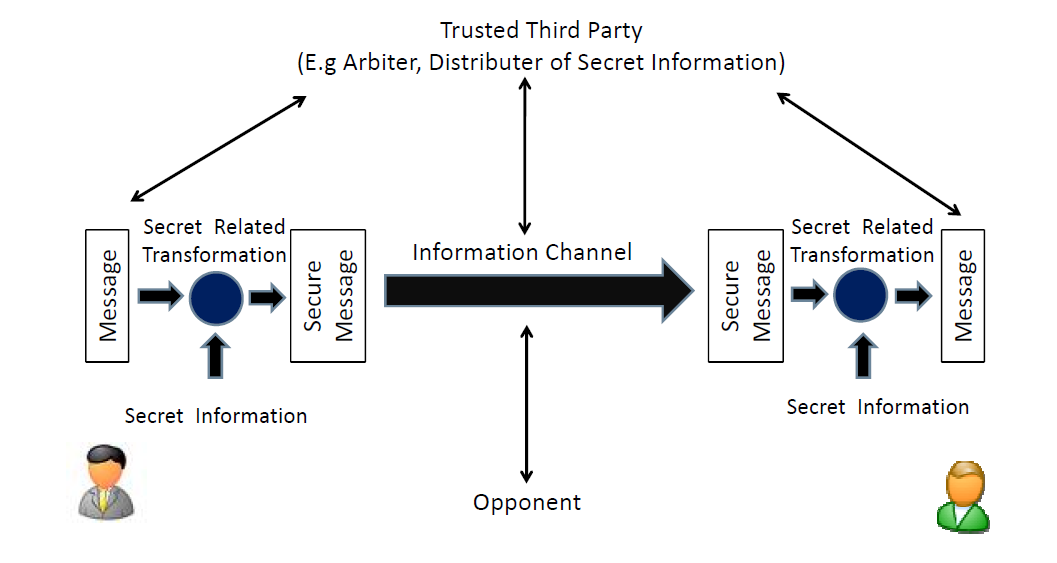 Trusted Third Party
(E.g Arbiter, Distributer of Secret Information)
Message
Secret Related
Transformation
Secure
Message
Secret Information
Information Channel
Secure
Message
Secret Related
Transformation
Message
Secret Information
Opponent